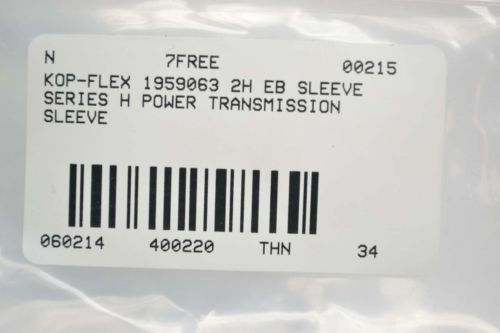 N 7FREE 00215
KOP-FLEX 1959063 2H EB SLEEVE
SERIES H POWER TRANSMISSION
SLEEVE
060214 400220 THN 34